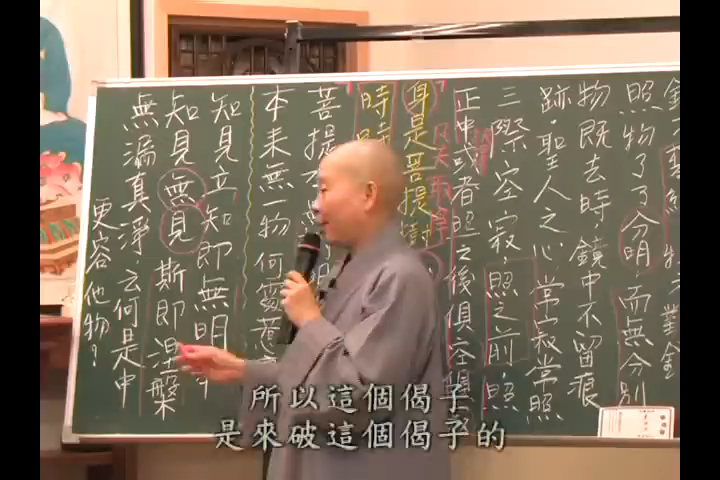 照物了了分明,而無分別
物既去時,鏡中不留痕
跡,聖人之心,常寂常照
三際空寂,照之前,照
正中或者照之後俱空
身是菩提樹
時時
菩提
本來無一物 何處惹
知見立知即無明
知見無見斯即涅槃
無漏真淨云何是中
更容他物?
所以這個偈子
是來破這個偈子的